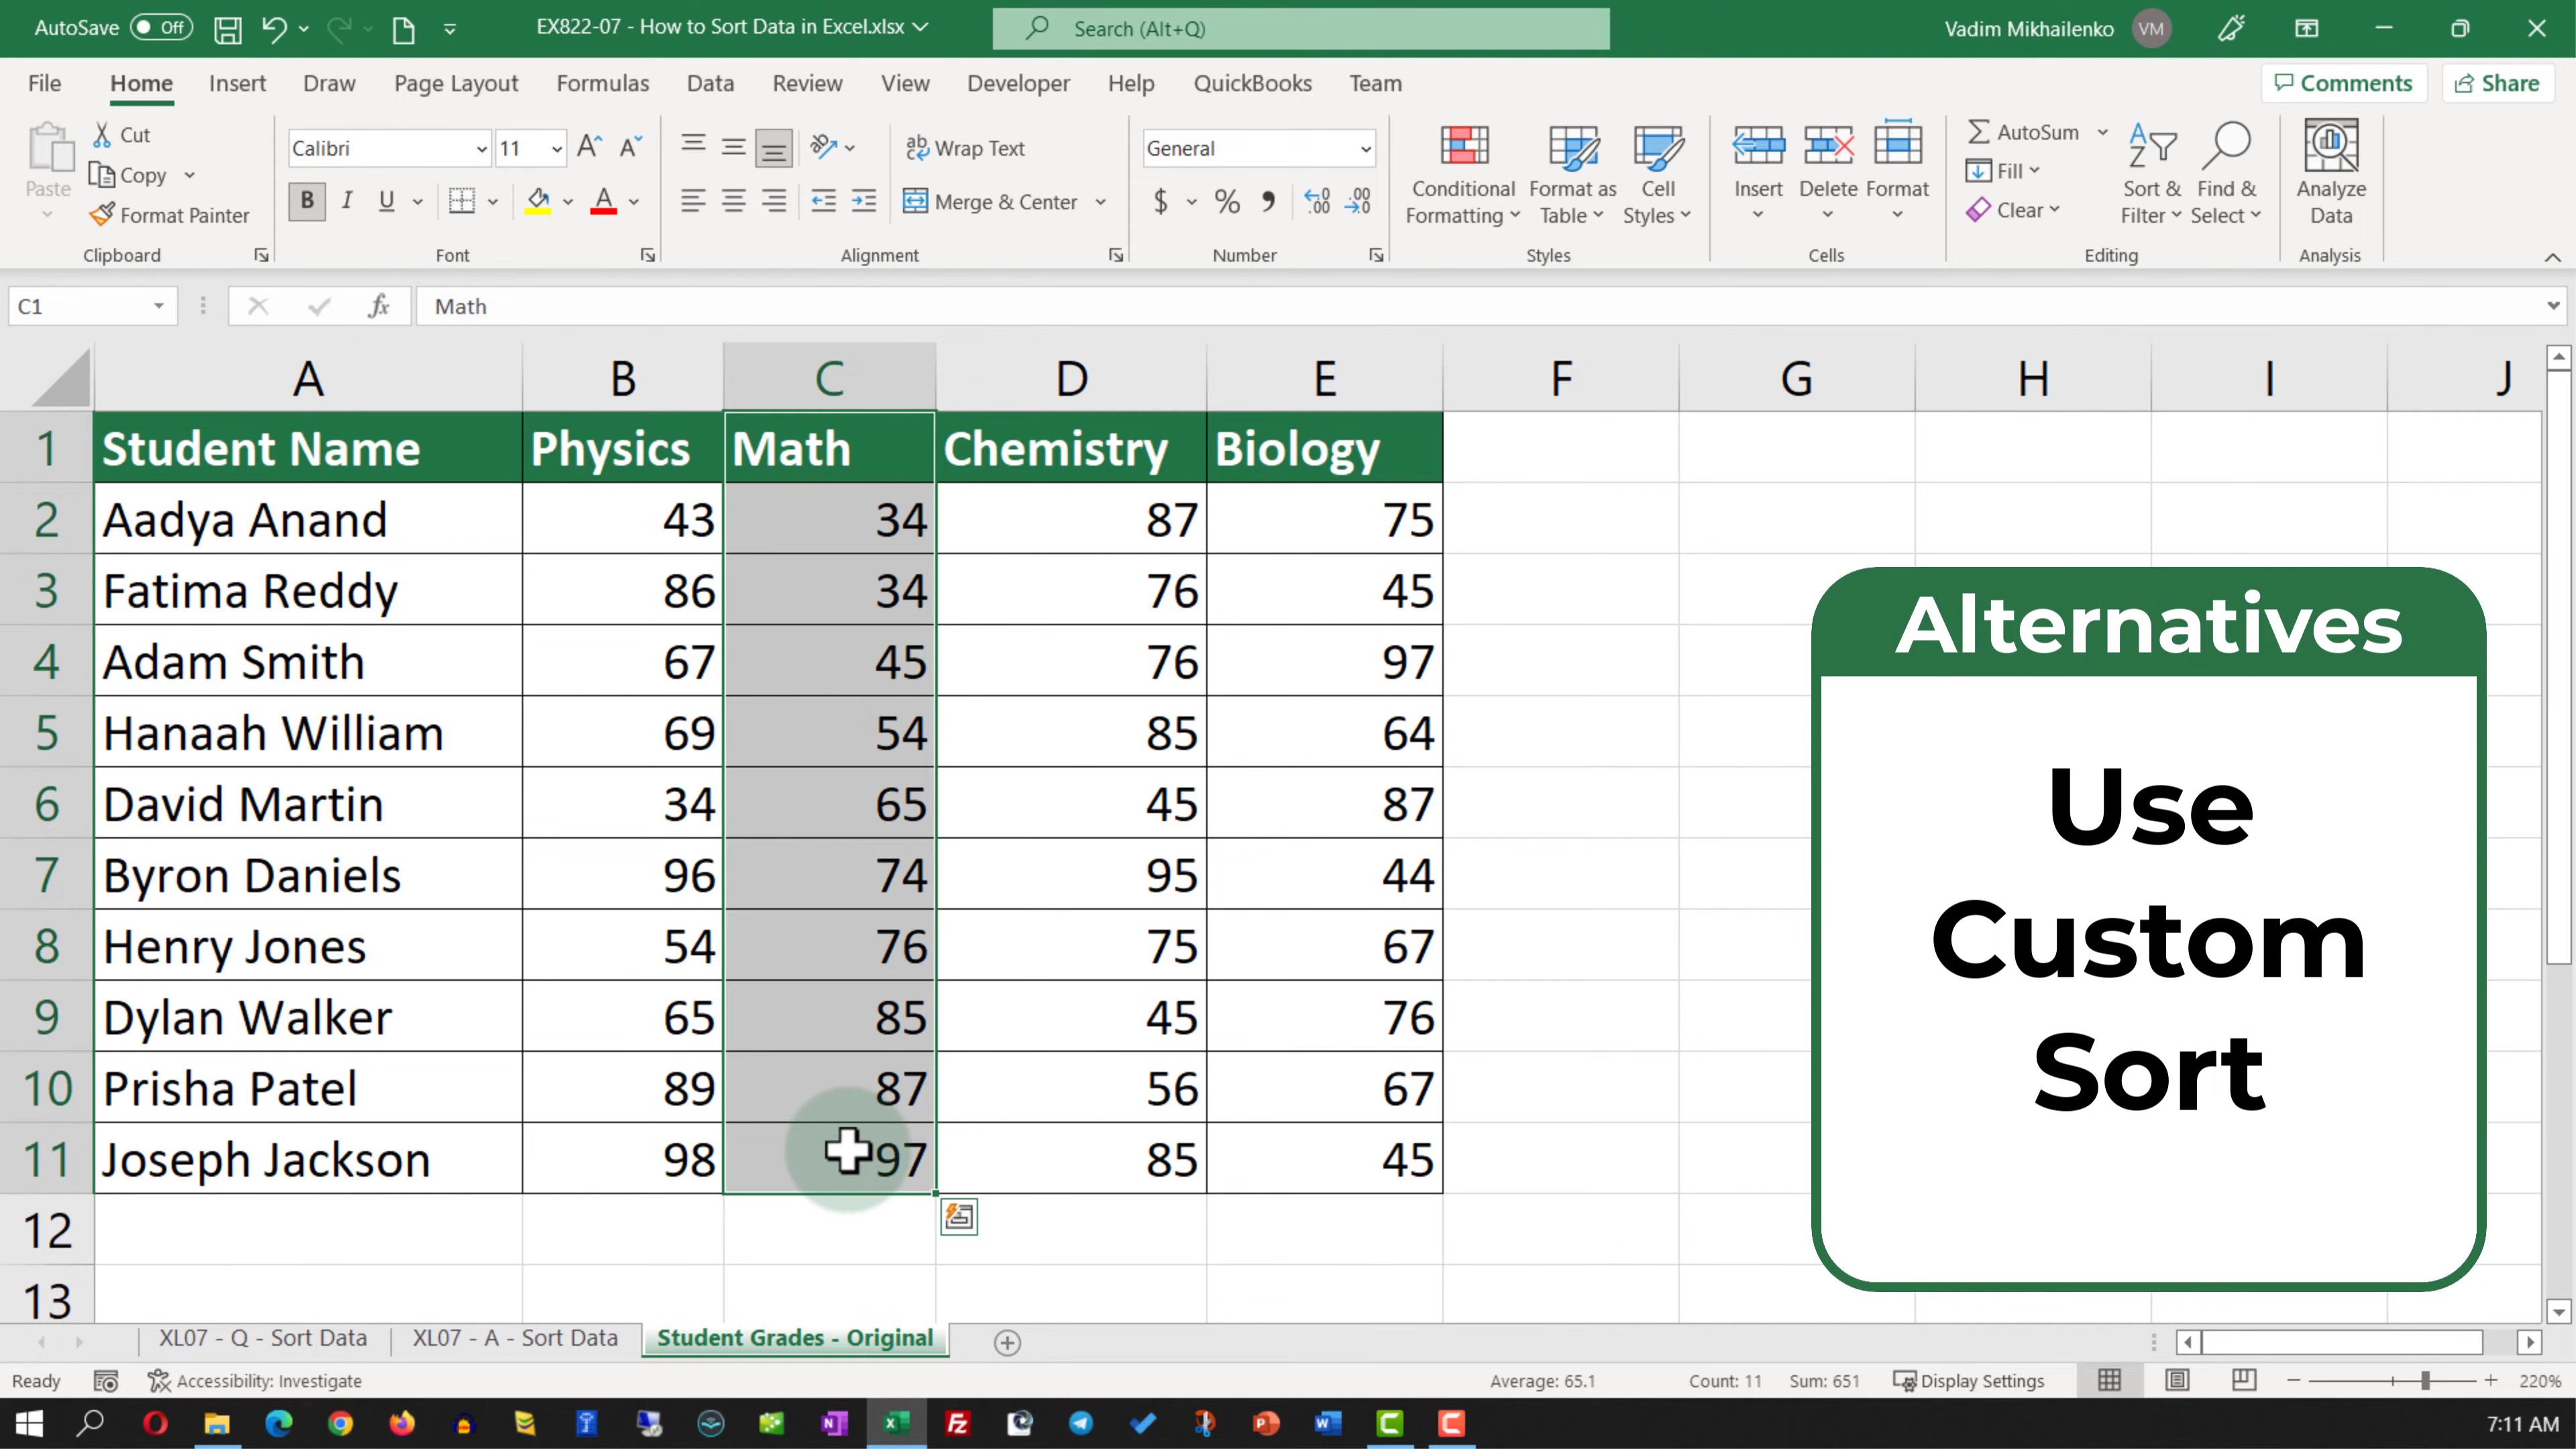 AutoSave Off EX822-07 - How to Sort Data in Excel.xlsx Search (Alt+Q) Vadim Mikhailenko VM
File Home Insert Draw Page Layout Formulas Data Review View Developer Help QuickBooks Team Comments Share
Paste Cut Copy Format Painter
Clipboard
Calibri 11
B I U A
Font
Wrap Text
Merge & Center
Alignment
General
$ % , .00 .00
Number
Conditional Formatting
Format as Table
Cell Styles
Styles
Insert Delete Format
Cells
AutoSum
Fill
Clear
Sort & Filter
Find & Select
Editing
Analyze Data
Analysis
C1 fx Math
A B C D E F G H I J
1 Student Name Physics Math Chemistry Biology
2 Aadya Anand 43 34 87 75
3 Fatima Reddy 86 34 76 45
4 Adam Smith 67 45 76 97
5 Hanaah William 69 54 85 64
6 David Martin 34 65 45 87
7 Byron Daniels 96 74 95 44
8 Henry Jones 54 76 75 67
9 Dylan Walker 65 85 45 76
10 Prisha Patel 89 87 56 67
11 Joseph Jackson 98 97 85 45
12
13
Alternatives
Use
Custom
Sort
XL07 - Q - Sort Data XL07 - A - Sort Data Student Grades - Original
Ready Accessibility: Investigate Average: 65.1 Count: 11 Sum: 651 Display Settings 220%
7:11 AM